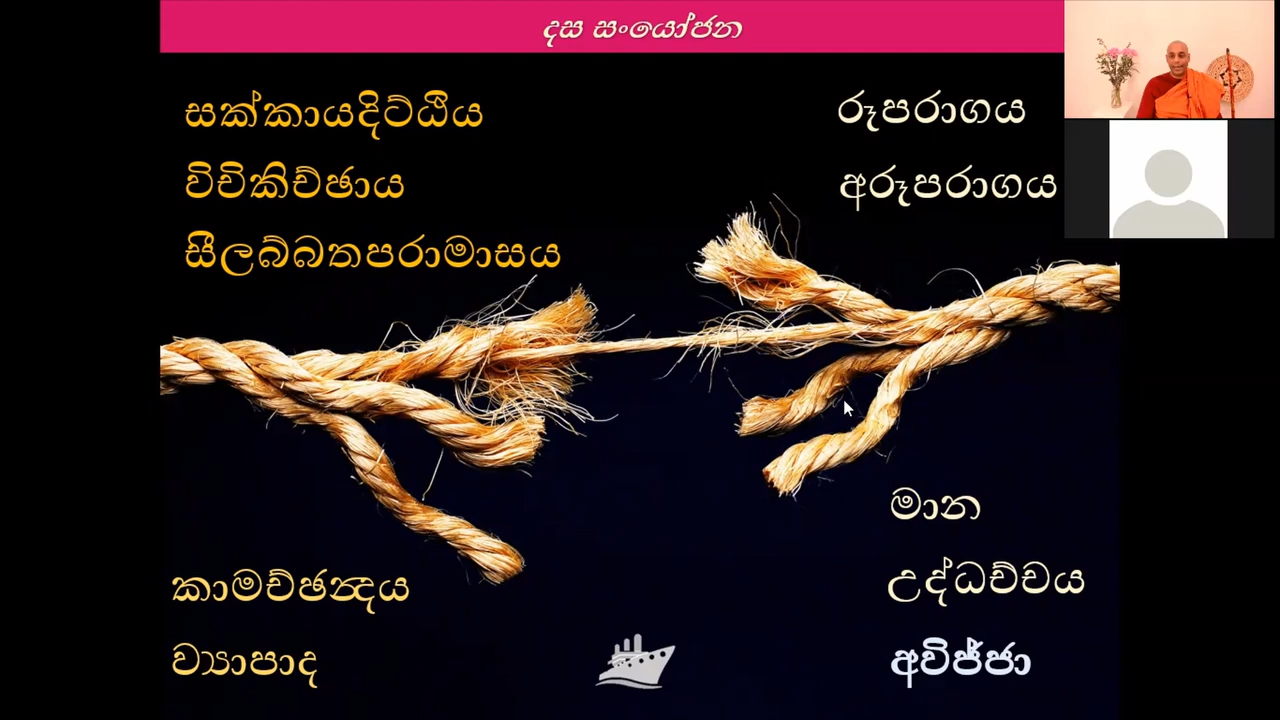 දස සංයෝජන
සක්කායදිට්ඨිය
විචිකිච්ඡාය
සීලබ්බතපරාමාසය
රූපරාගය
අරූපරාගය
කාමච්ඡන්‍දය
ව්‍යාපාද
මාන
උද්ධච්චය
අවිජ්ජා